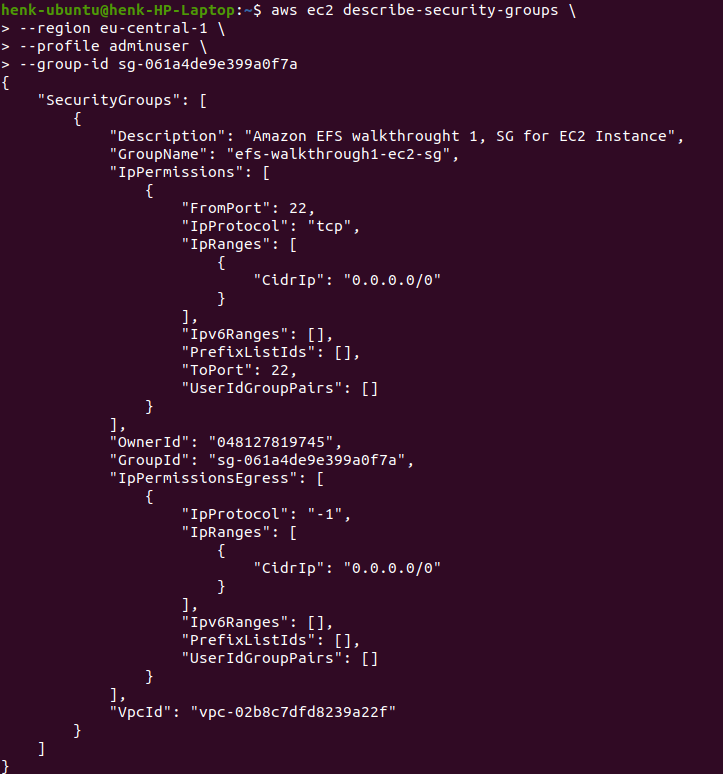 henk-ubuntu@henk-HP-Laptop:~$ aws ec2 describe-security-groups \
> --region eu-central-1 \
> --profile adminuser \
> --group-id sg-061a4de9e399a0f7a
{
    "SecurityGroups": [
        {
            "Description": "Amazon EFS walkthrought 1, SG for EC2 Instance",
            "GroupName": "efs-walkthrough1-ec2-sg",
            "IpPermissions": [
                {
                    "FromPort": 22,
                    "IpProtocol": "tcp",
                    "IpRanges": [
                        {
                            "CidrIp": "0.0.0.0/0"
                        }
                    ],
                    "Ipv6Ranges": [],
                    "PrefixListIds": [],
                    "ToPort": 22,
                    "UserIdGroupPairs": []
                }
            ],
            "OwnerId": "048127819745",
            "GroupId": "sg-061a4de9e399a0f7a",
            "IpPermissionsEgress": [
                {
                    "IpProtocol": "-1",
                    "IpRanges": [
                        {
                            "CidrIp": "0.0.0.0/0"
                        }
                    ],
                    "Ipv6Ranges": [],
                    "PrefixListIds": [],
                    "UserIdGroupPairs": []
                }
            ],
            "VpcId": "vpc-02b8c7dfd8239a22f"
        }
    ]
}